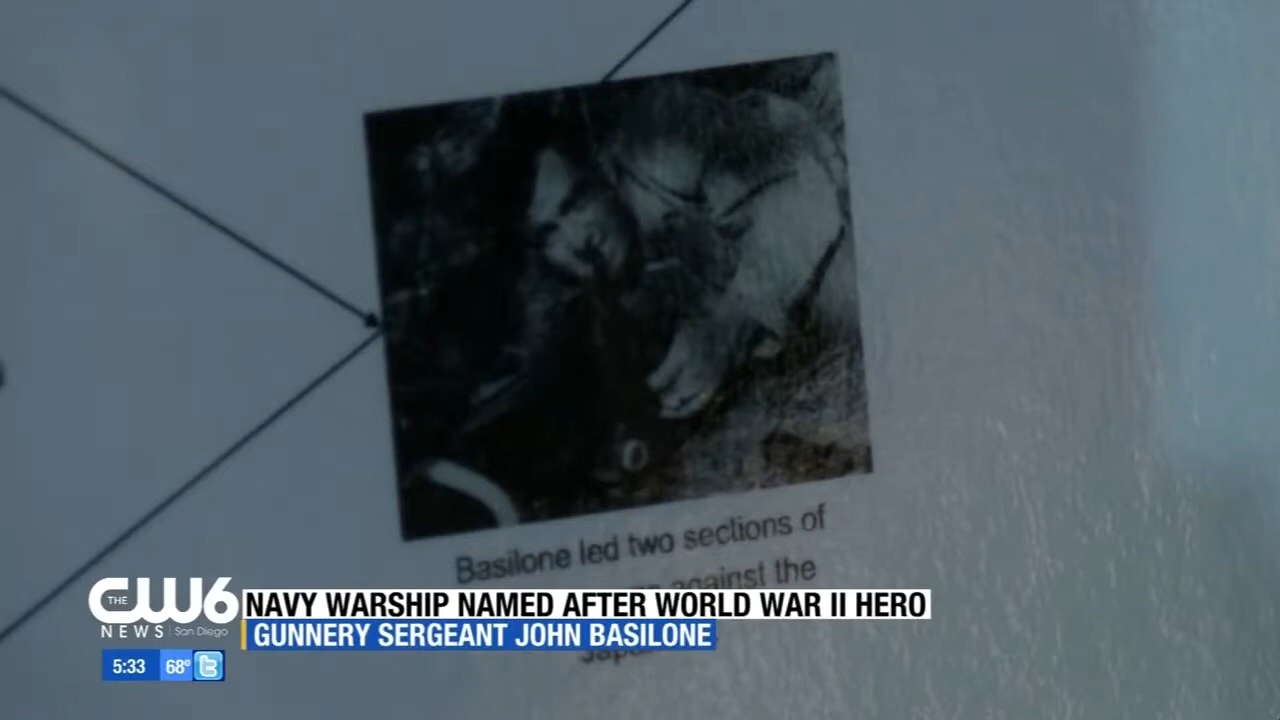 Basilone led two sections of
against the
THE CW6
NEWS San Diego
NAVY WARSHIP NAMED AFTER WORLD WAR II HERO
GUNNERY SERGEANT JOHN BASILONE
5:33 68°